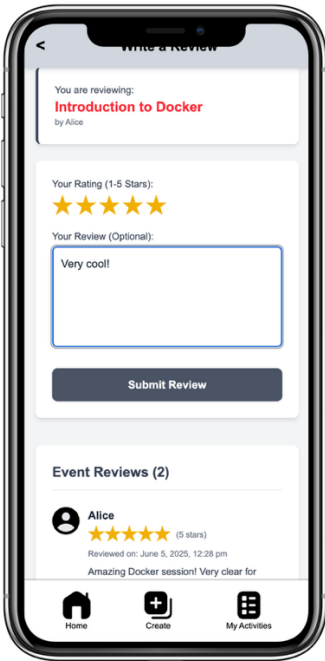 <
Write a Review
You are reviewing:
Introduction to Docker
by Alice
Your Rating (1-5 Stars):
Your Review (Optional):
Very cool!
Submit Review
Event Reviews (2)
Alice
(5 stars)
Reviewed on: June 5, 2025, 12:28 pm
Amazing Docker session! Very clear for
Home Create My Activities